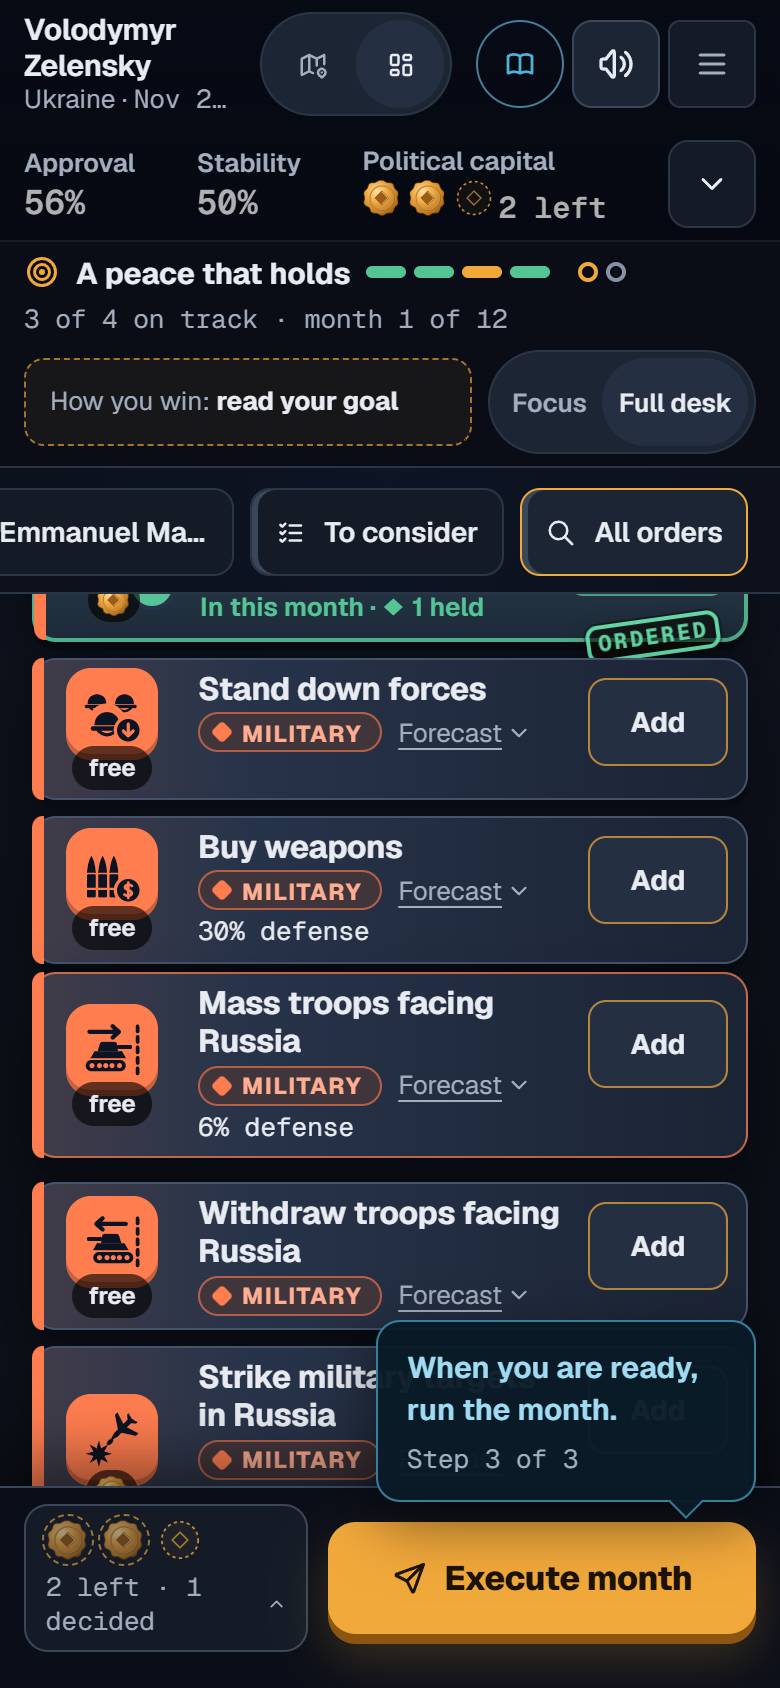 Volodymyr
Zelensky
Ukraine · Nov 2...
Approval
56%
Stability
50%
Political capital
2 left
A peace that holds
3 of 4 on track · month 1 of 12
How you win: read your goal
Focus
Full desk
Emmanuel Ma...
To consider
All orders
In this month · ◆ 1 held
ORDERED
Stand down forces
MILITARY
Forecast
free
Add
Buy weapons
MILITARY
Forecast
free
30% defense
Add
Mass troops facing
Russia
MILITARY
Forecast
free
6% defense
Add
Withdraw troops facing
Russia
MILITARY
Forecast
free
Add
Strike military targets
in Russia
MILITARY
Add
When you are ready,
run the month.
Step 3 of 3
2 left · 1
decided
Execute month